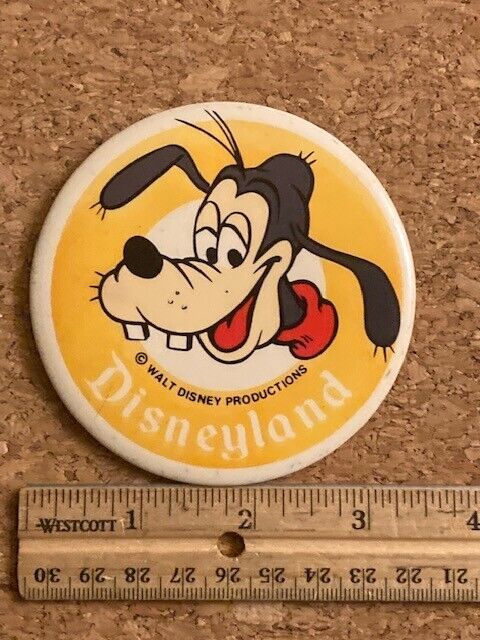 © WALT DISNEY PRODUCTIONS
Disneyland
WESTCOTT 1 2 3 4
30 29 28 27 26 25 24 23 22 21